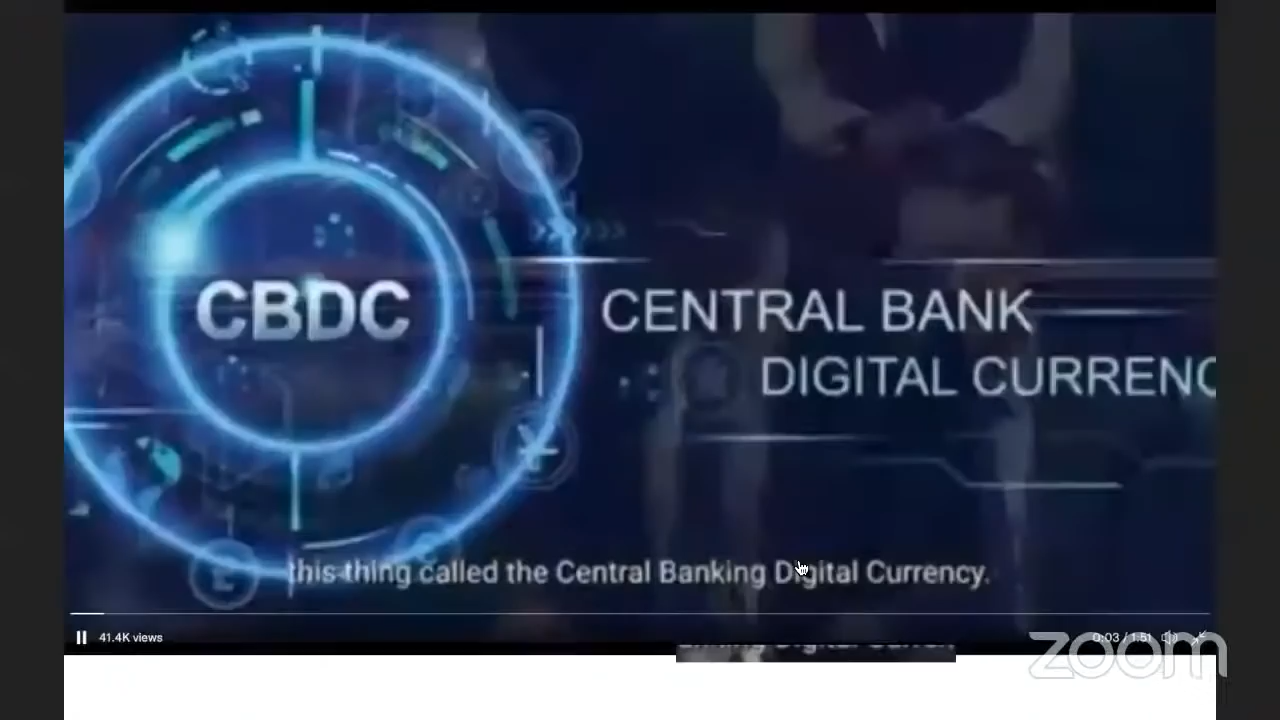 CBDC
CENTRAL BANK
DIGITAL CURRENC
this thing called the Central Banking Digital Currency.
41.4K views
0:03 / 1:51
zoom